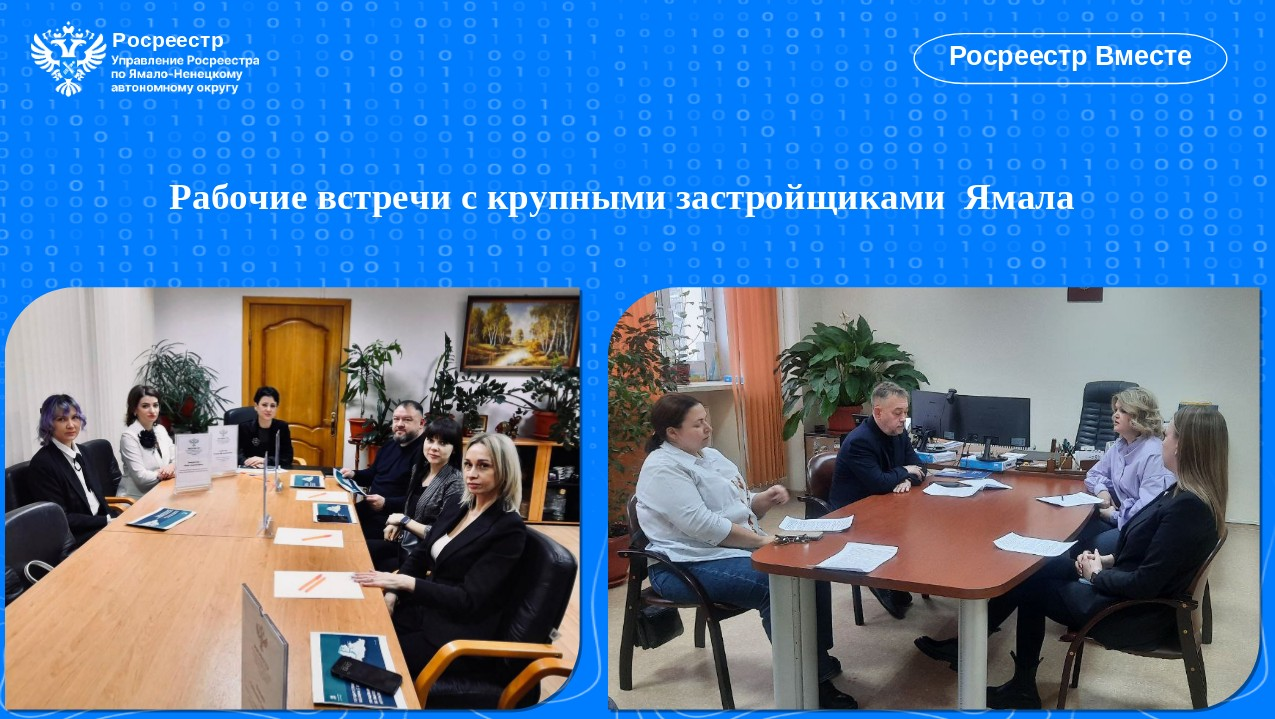 Росреестр
Управление Росреестра
по Ямало-Ненецкому
автономному округу
Росреестр Вместе
Рабочие встречи с крупными застройщиками Ямала